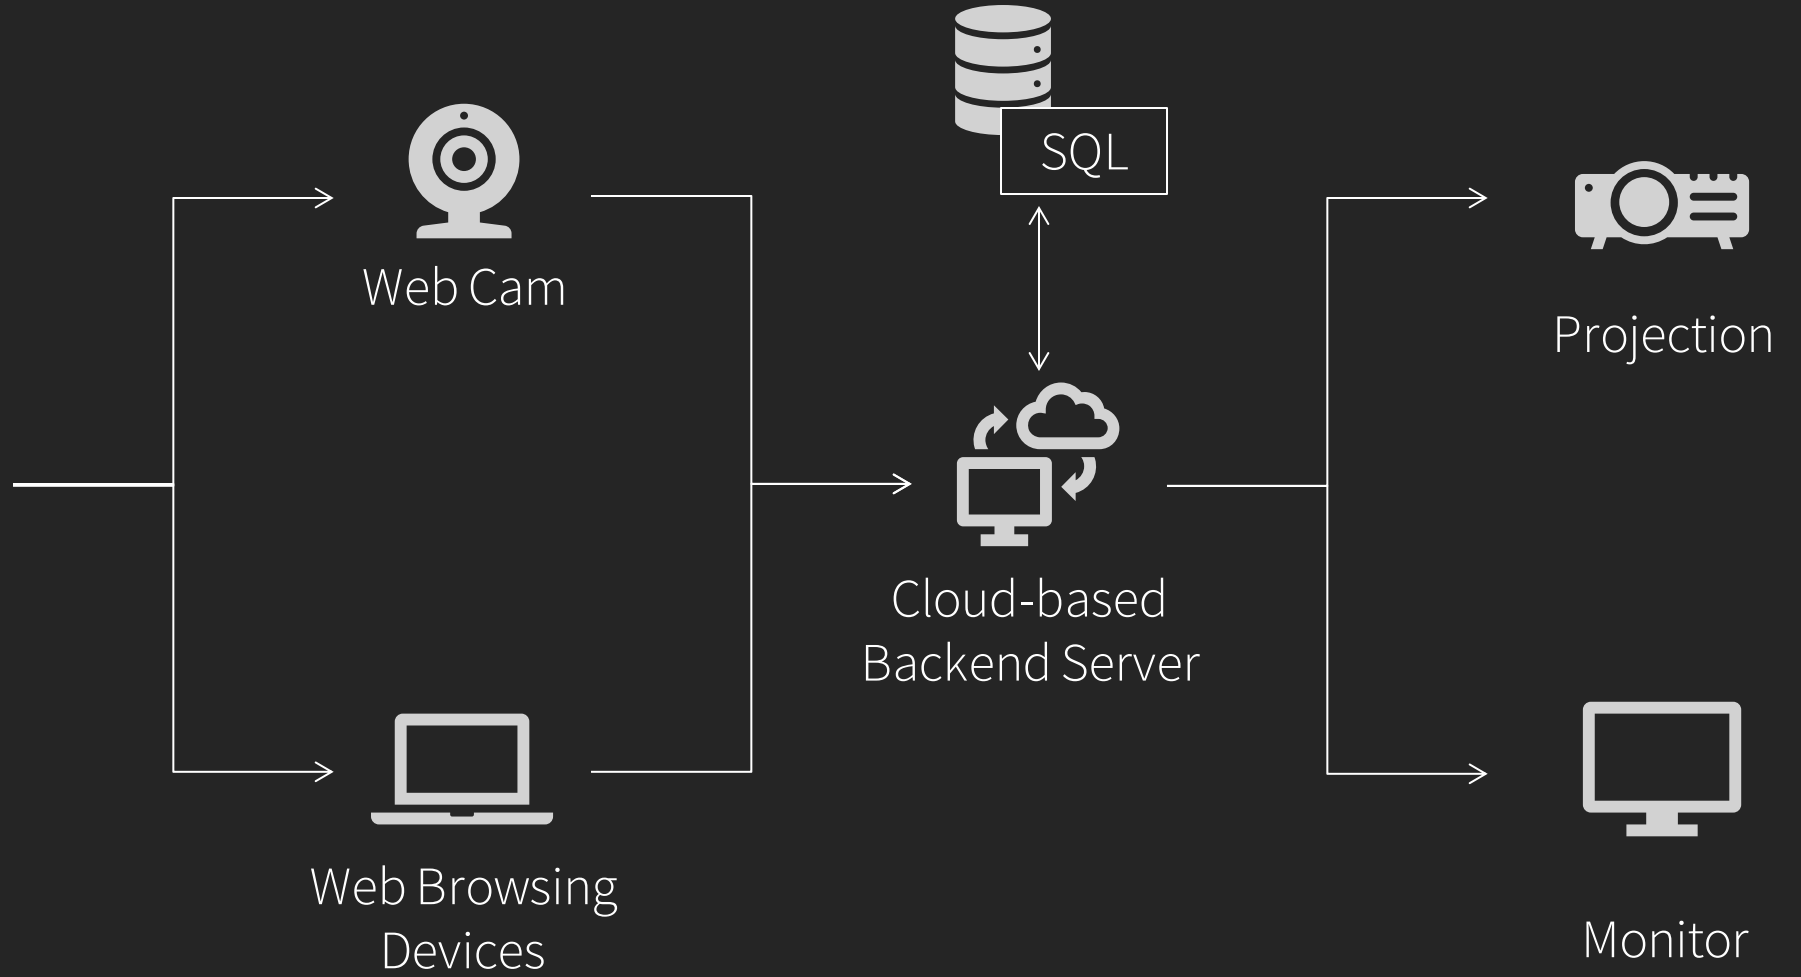 SQL
Web Cam
Projection
Cloud-based
Backend Server
Web Browsing
Devices
Monitor